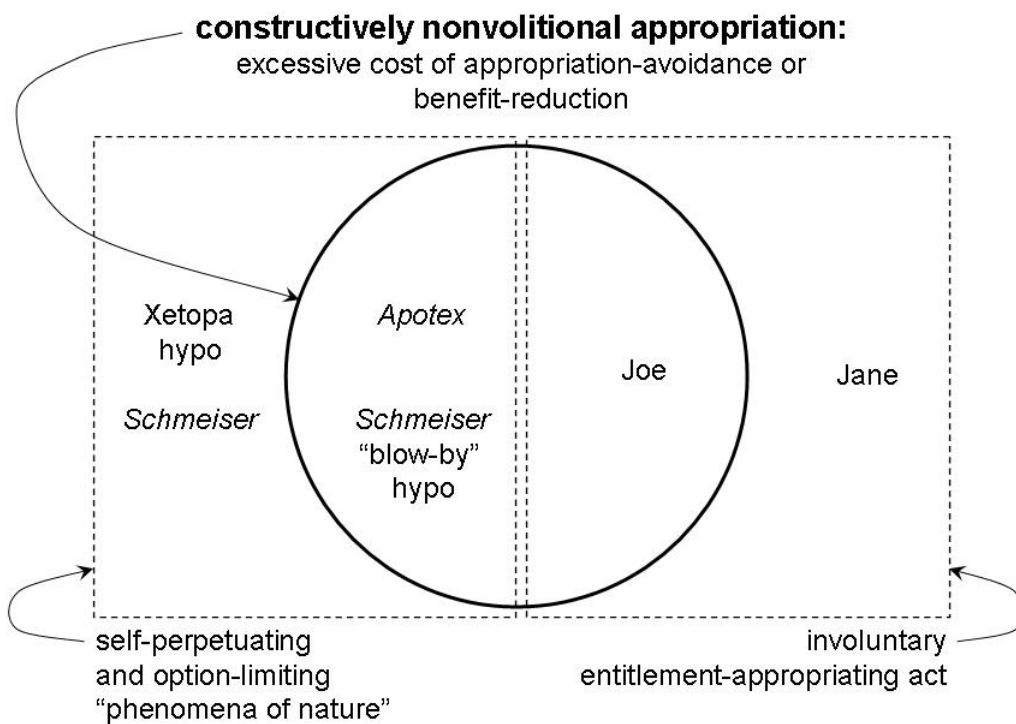 constructively nonvolitional appropriation:
excessive cost of appropriation-avoidance or
benefit-reduction
Xetopa
hypo
Schmeiser
Apotex
Schmeiser
“blow-by”
hypo
Joe
Jane
self-perpetuating
and option-limiting
“phenomena of nature”
involuntary
entitlement-appropriating act